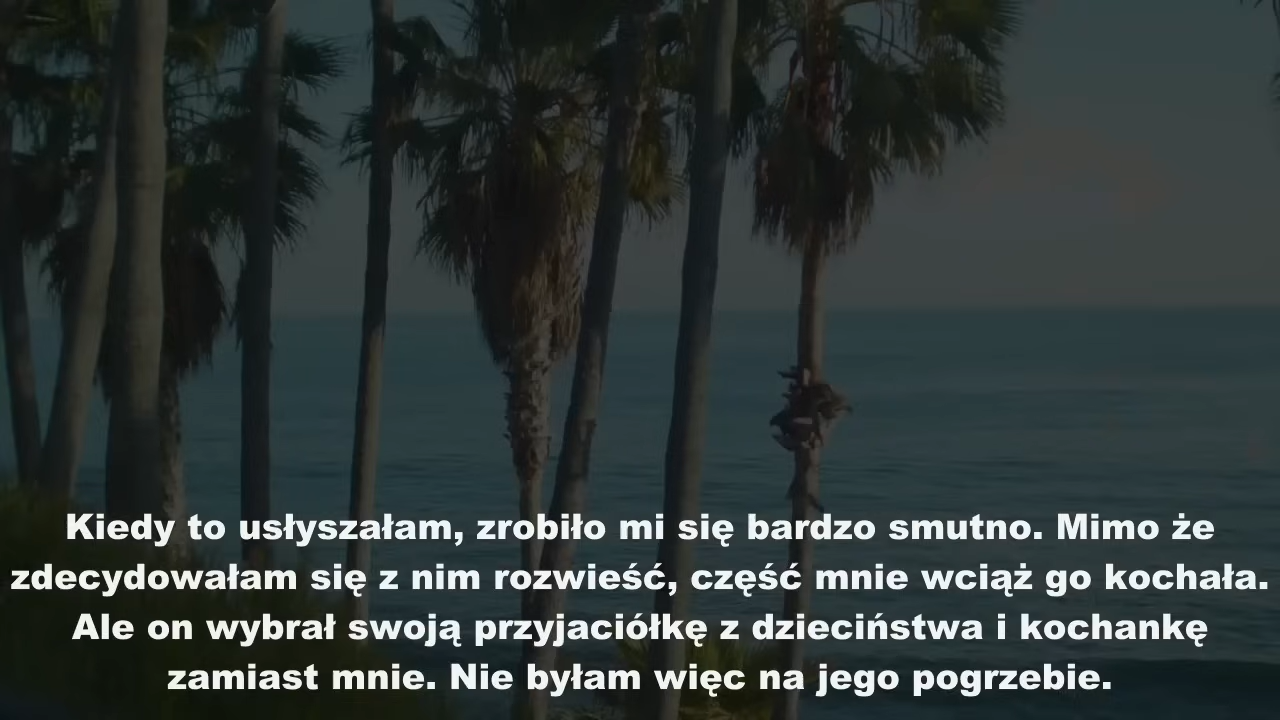 Kiedy to usłyszałam, zrobiło mi się bardzo smutno. Mimo że
zdecydowałam się z nim rozwieść, część mnie wciąż go kochała.
Ale on wybrał swoją przyjaciółkę z dzieciństwa i kochankę
zamiast mnie. Nie byłam więc na jego pogrzebie.